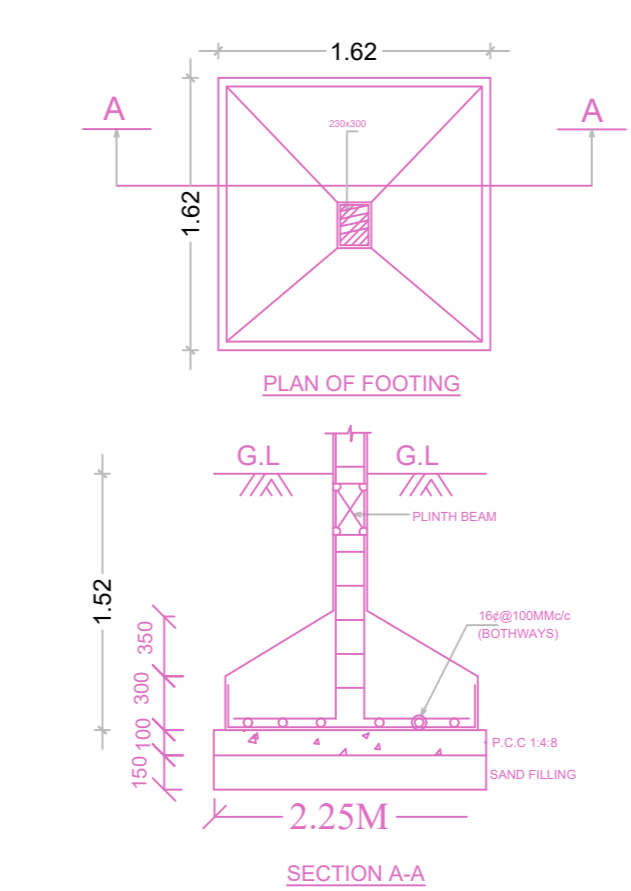 1.62
A
A
230x300
1.62
PLAN OF FOOTING
G.L
G.L
PLINTH BEAM
1.52
350
16¢@100MMc/c
(BOTHWAYS)
300
100
P.C.C 1:4:8
150
SAND FILLING
2.25M
SECTION A-A